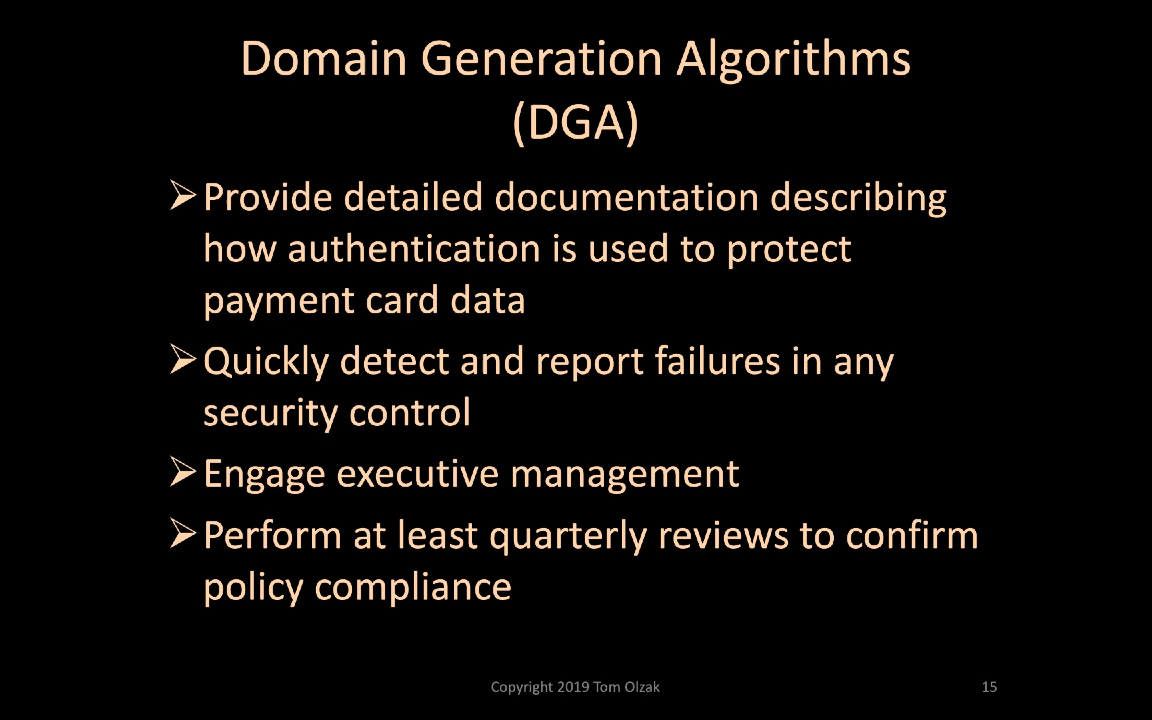 Domain Generation Algorithms
(DGA)
➢Provide detailed documentation describing
how authentication is used to protect
payment card data
➢Quickly detect and report failures in any
security control
➢Engage executive management
➢Perform at least quarterly reviews to confirm
policy compliance
Copyright 2019 Tom Olzak
15